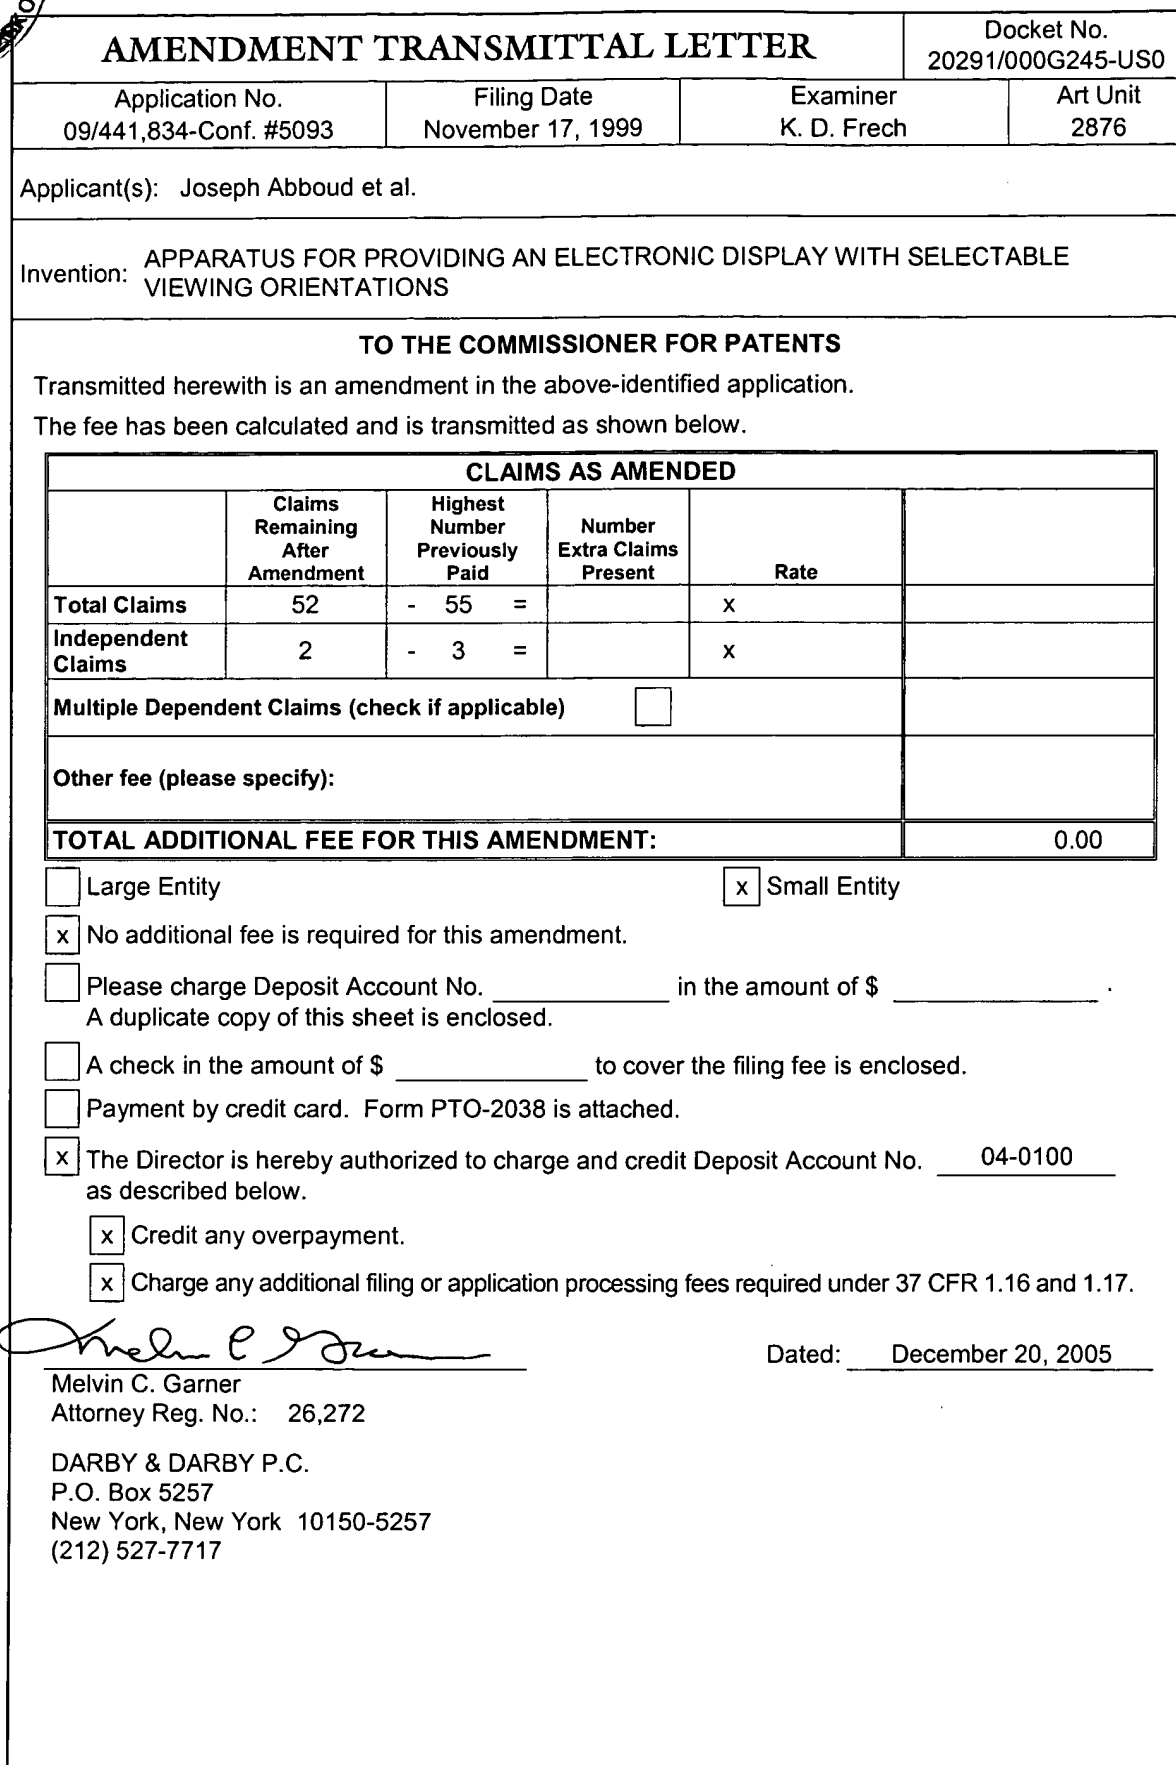 AMENDMENT TRANSMITTAL LETTER
Docket No.
20291/000G245-US0
Application No.
09/441,834-Conf. #5093
Filing Date
November 17, 1999
Examiner
K. D. Frech
Art Unit
2876
Applicant(s): Joseph Abboud et al.
Invention: APPARATUS FOR PROVIDING AN ELECTRONIC DISPLAY WITH SELECTABLE
VIEWING ORIENTATIONS
TO THE COMMISSIONER FOR PATENTS
Transmitted herewith is an amendment in the above-identified application.
The fee has been calculated and is transmitted as shown below.
CLAIMS AS AMENDED
Claims
Remaining
After
Amendment
Highest
Number
Previously
Paid
Number
Extra Claims
Present
Rate
Total Claims 52 - 55 = x
Independent
Claims 2 - 3 = x
Multiple Dependent Claims (check if applicable)
Other fee (please specify):
TOTAL ADDITIONAL FEE FOR THIS AMENDMENT: 0.00
Large Entity x Small Entity
x No additional fee is required for this amendment.
Please charge Deposit Account No. in the amount of $ .
A duplicate copy of this sheet is enclosed.
A check in the amount of $ to cover the filing fee is enclosed.
Payment by credit card. Form PTO-2038 is attached.
x The Director is hereby authorized to charge and credit Deposit Account No. 04-0100
as described below.
x Credit any overpayment.
x Charge any additional filing or application processing fees required under 37 CFR 1.16 and 1.17.
Dated: December 20, 2005
Melvin C. Garner
Attorney Reg. No.: 26,272
DARBY & DARBY P.C.
P.O. Box 5257
New York, New York 10150-5257
(212) 527-7717